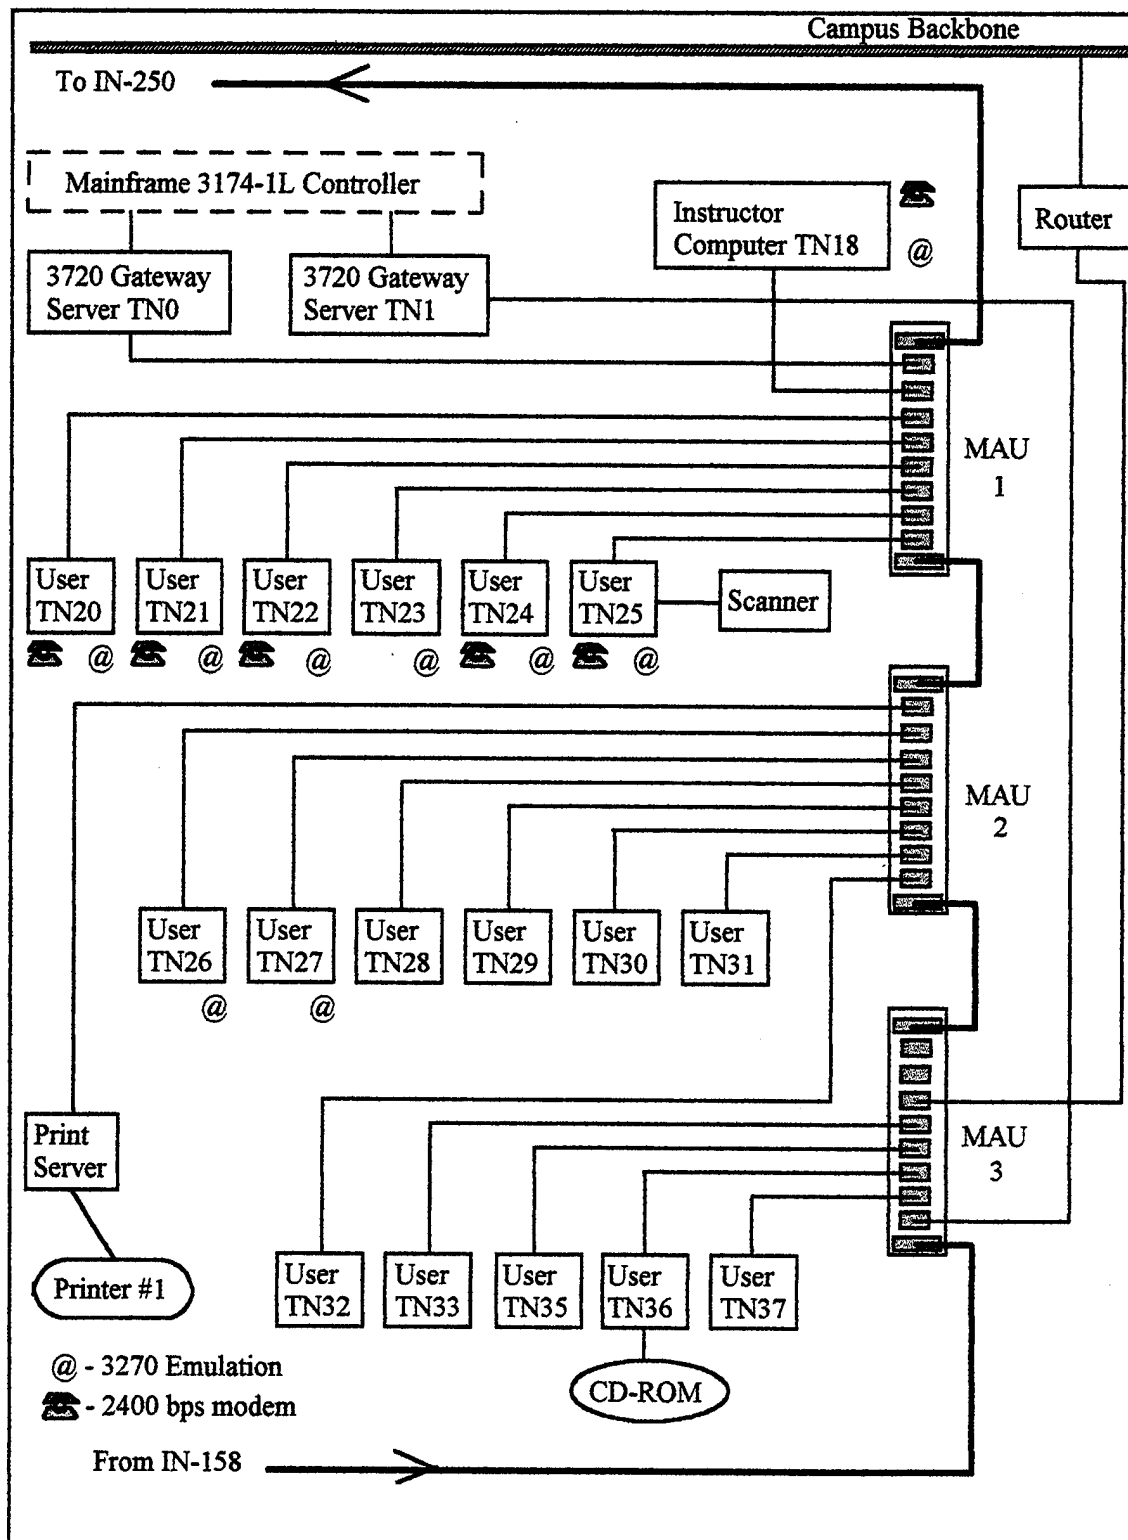 Campus Backbone
To IN-250
Mainframe 3174-1L Controller
Instructor
Computer TN18
@
Router
3720 Gateway
Server TN0
3720 Gateway
Server TN1
MAU
1
User
TN20
User
TN21
User
TN22
User
TN23
User
TN24
User
TN25
Scanner
@
@
@
@
@
@
MAU
2
User
TN26
User
TN27
User
TN28
User
TN29
User
TN30
User
TN31
@
@
Print
Server
MAU
3
Printer #1
User
TN32
User
TN33
User
TN35
User
TN36
User
TN37
@ - 3270 Emulation
- 2400 bps modem
CD-ROM
From IN-158